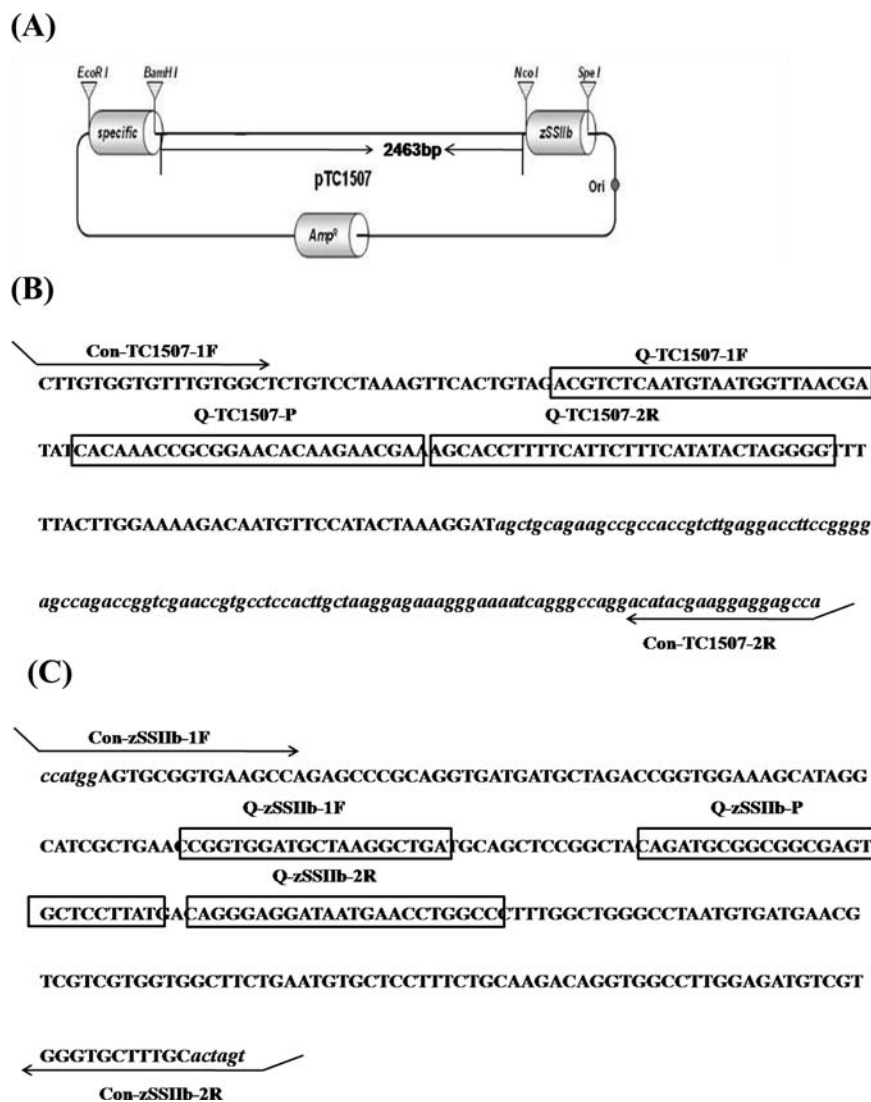 (A)
EcoR I BamH I Nco I Spe I
specific zSSIIb
2463bp
pTC1507
Ori
Amp^R
(B)
Con-TC1507-1F Q-TC1507-1F
CTTGTGGTGTTTGTGGCTCTGTCCTAAAGTTCACTGTAGACGTCTCAATGTAATGGTTAACGA
Q-TC1507-P Q-TC1507-2R
TATCACAAACCGCGGAACACAAGAACGAAAGCACCTTTTCATTCTTTCATATACTAGGGGTTTT
TTACTTGGAAAAGACAATGTTCCATACTAAAGGATagctgcagaagccgccaccgtcttgaggaccttccgggg
agccagaccggtcgaaccgtgcctccacttgctaaggagaaagggaaaatcagggccaggacatacgaaggaggagcca
Con-TC1507-2R
(C)
Con-zSSIIb-1F
ccatggAGTGCGGTGAAGCCAGAGCCCGCAGGTGATGATGCTAGACCGGTGGAAAGCATAGG
Q-zSSIIb-1F Q-zSSIIb-P
CATCGCTGAACCGGTGGATGCTAAGGCTGATGCAGCTCCGGCTACAGATGCGGCGGCGAGT
Q-zSSIIb-2R
GCTCCTTATGACAGGGAGGATAATGAACCTGGCCCTTTGGCTGGGCCTAATGTGATGAACG
TCGTCGTGGTGGCTTCTGAATGTGCTCCTTTCTGCAAGACAGGTGGCCTTGGAGATGTCGT
GGGTGCTTTGCactagt
Con-zSSIIb-2R